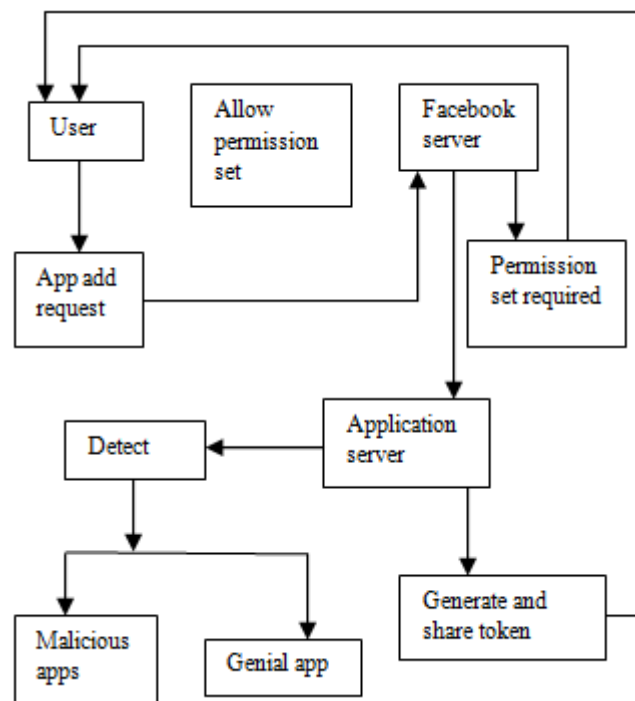 User
Allow
permission
set
Facebook
server
App add
request
Permission
set required
Detect
Application
server
Malicious
apps
Genial app
Generate and
share token